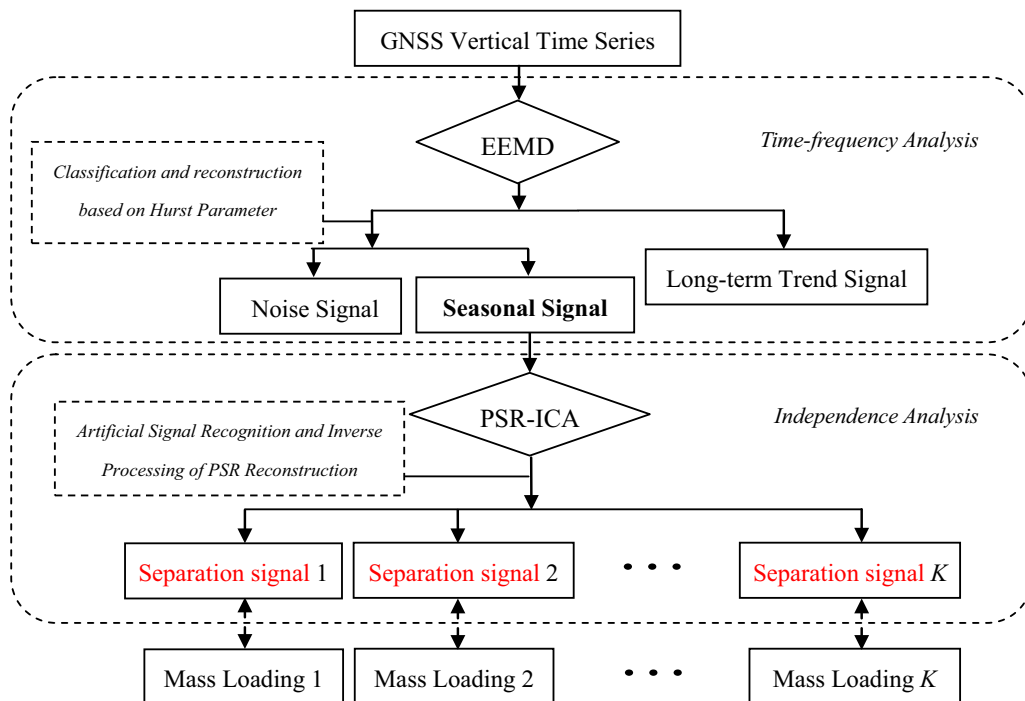 GNSS Vertical Time Series
EEMD
Time-frequency Analysis
Classification and reconstruction
based on Hurst Parameter
Noise Signal
Seasonal Signal
Long-term Trend Signal
PSR-ICA
Independence Analysis
Artificial Signal Recognition and Inverse
Processing of PSR Reconstruction
Separation signal 1
Separation signal 2
• • •
Separation signal K
Mass Loading 1
Mass Loading 2
• • •
Mass Loading K